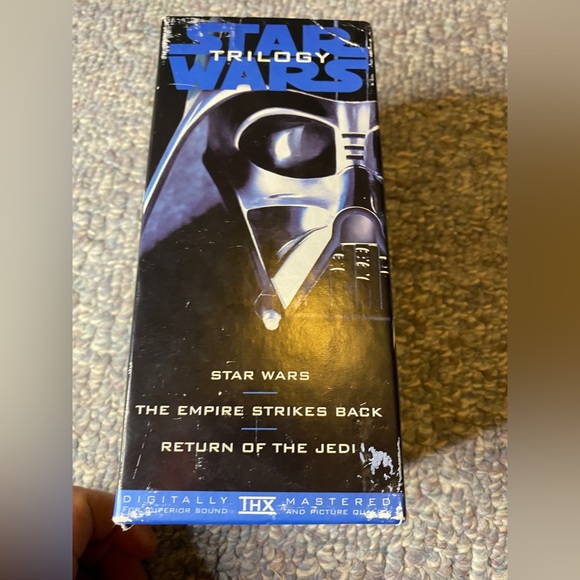 STAR
TRILOGY
WARS
STAR WARS
THE EMPIRE STRIKES BACK
RETURN OF THE JEDI
DIGITALLY THX MASTERED
FOR SUPERIOR SOUND AND PICTURE QUALITY